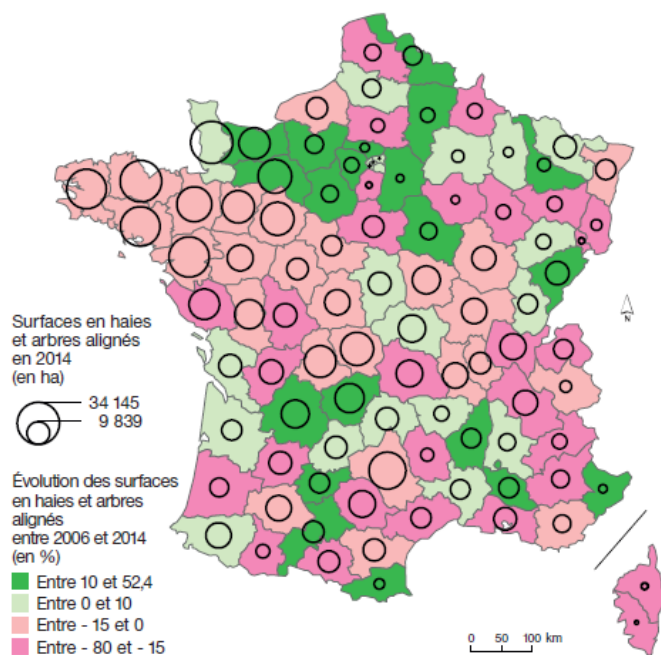 N
Surfaces en haies
et arbres alignés
en 2014
(en ha)
34 145
9 839
Évolution des surfaces
en haies et arbres
alignés
entre 2006 et 2014
(en %)
Entre 10 et 52,4
Entre 0 et 10
Entre - 15 et 0
Entre - 80 et - 15
0 50 100 km